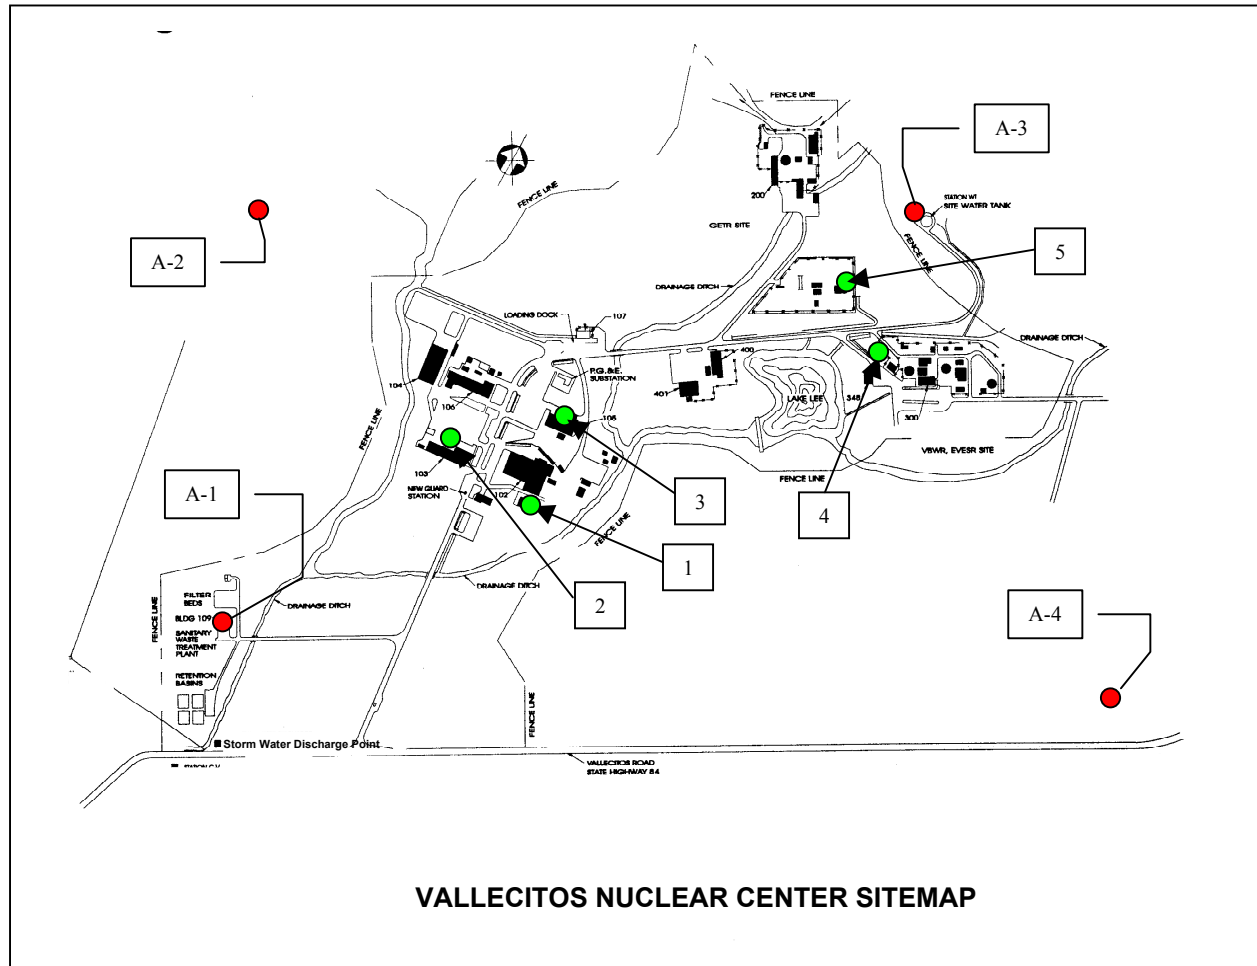 FENCE LINE
A-3
FENCE LINE
200
STATION WT
SITE WATER TANK
A-2
GETR SITE
5
FENCE LINE
DRAINAGE DITCH
LOADING DOCK
107
DRAINAGE DITCH
P.G.&E.
SUBSTATION
400
104
106
401
LAKE LEE
348
300
105
FENCE LINE
VBWR, EVESR SITE
103
A-1
NEW GUARD
STATION
102
FENCE LINE
3
4
FENCE LINE
1
DRAINAGE DITCH
2
FILTER
BEDS
DRAINAGE DITCH
FENCE LINE
BLDG 109
A-4
SANITARY
WASTE
TREATMENT
PLANT
RETENTION
BASINS
FENCE LINE
Storm Water Discharge Point
VALLECITOS ROAD
STATE HIGHWAY 84
VALLECITOS NUCLEAR CENTER SITEMAP